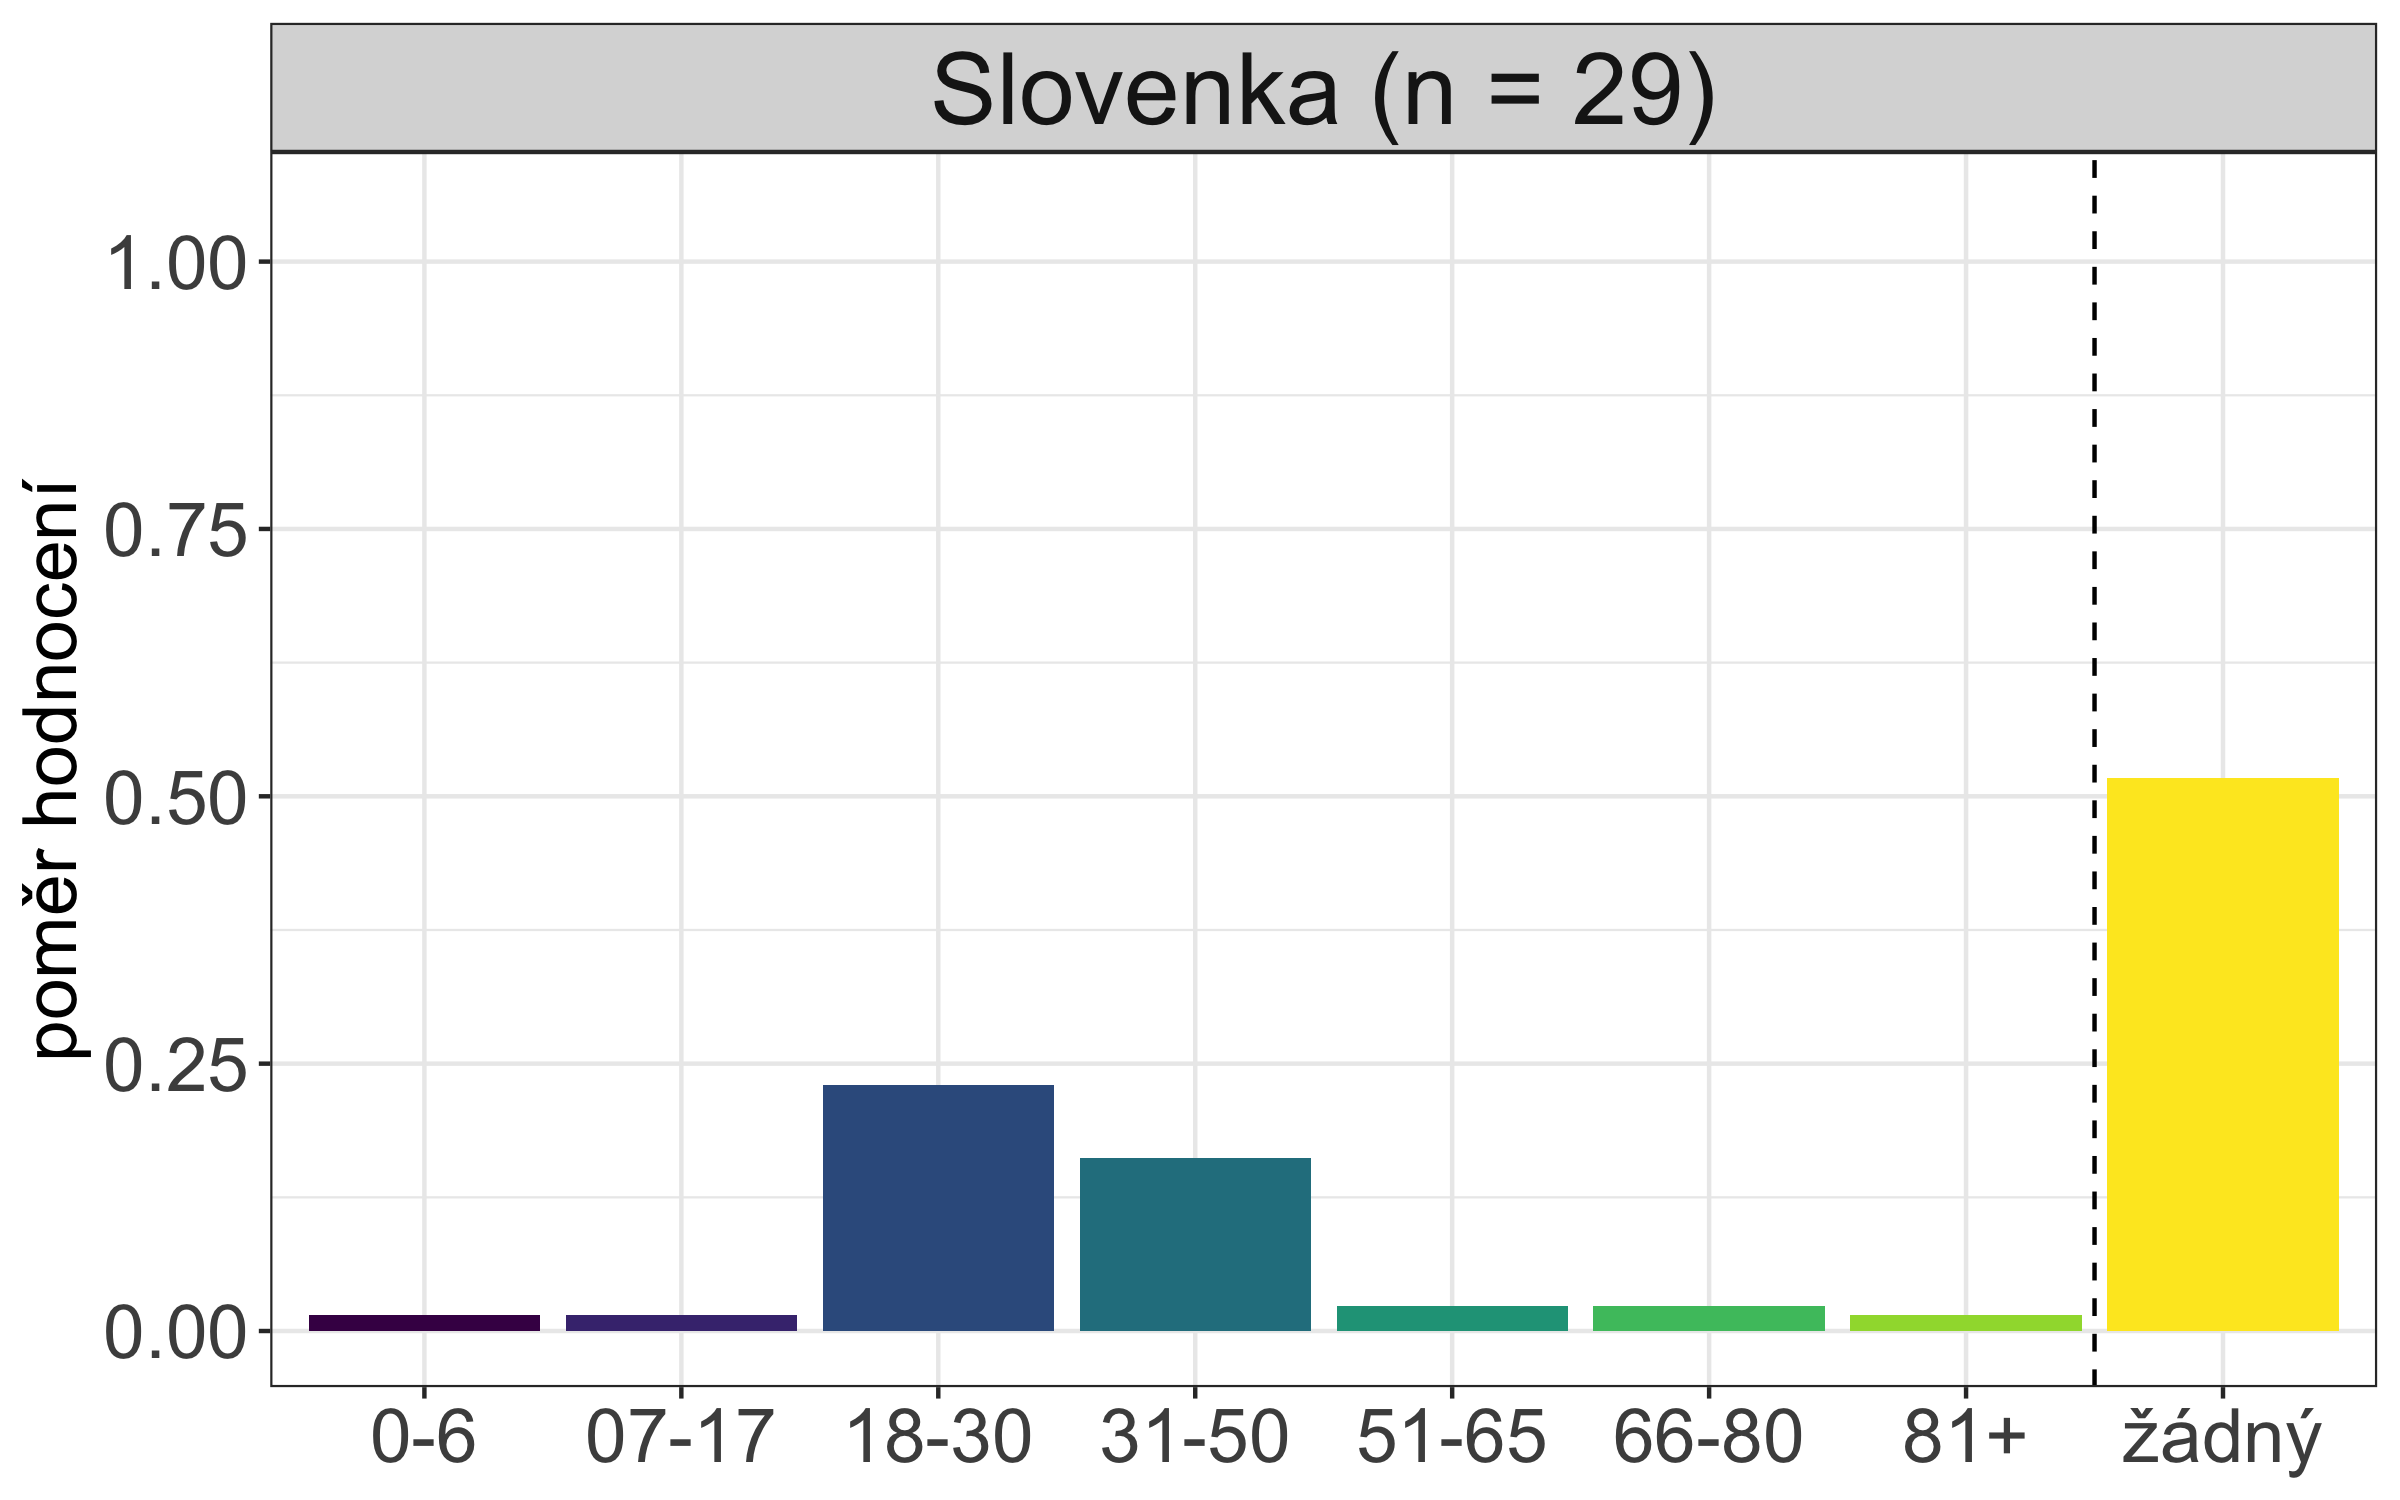 Slovenka (n = 29)
poměr hodnocení
1.00
0.75
0.50
0.25
0.00
0-6 07-17 18-30 31-50 51-65 66-80 81+ žádný